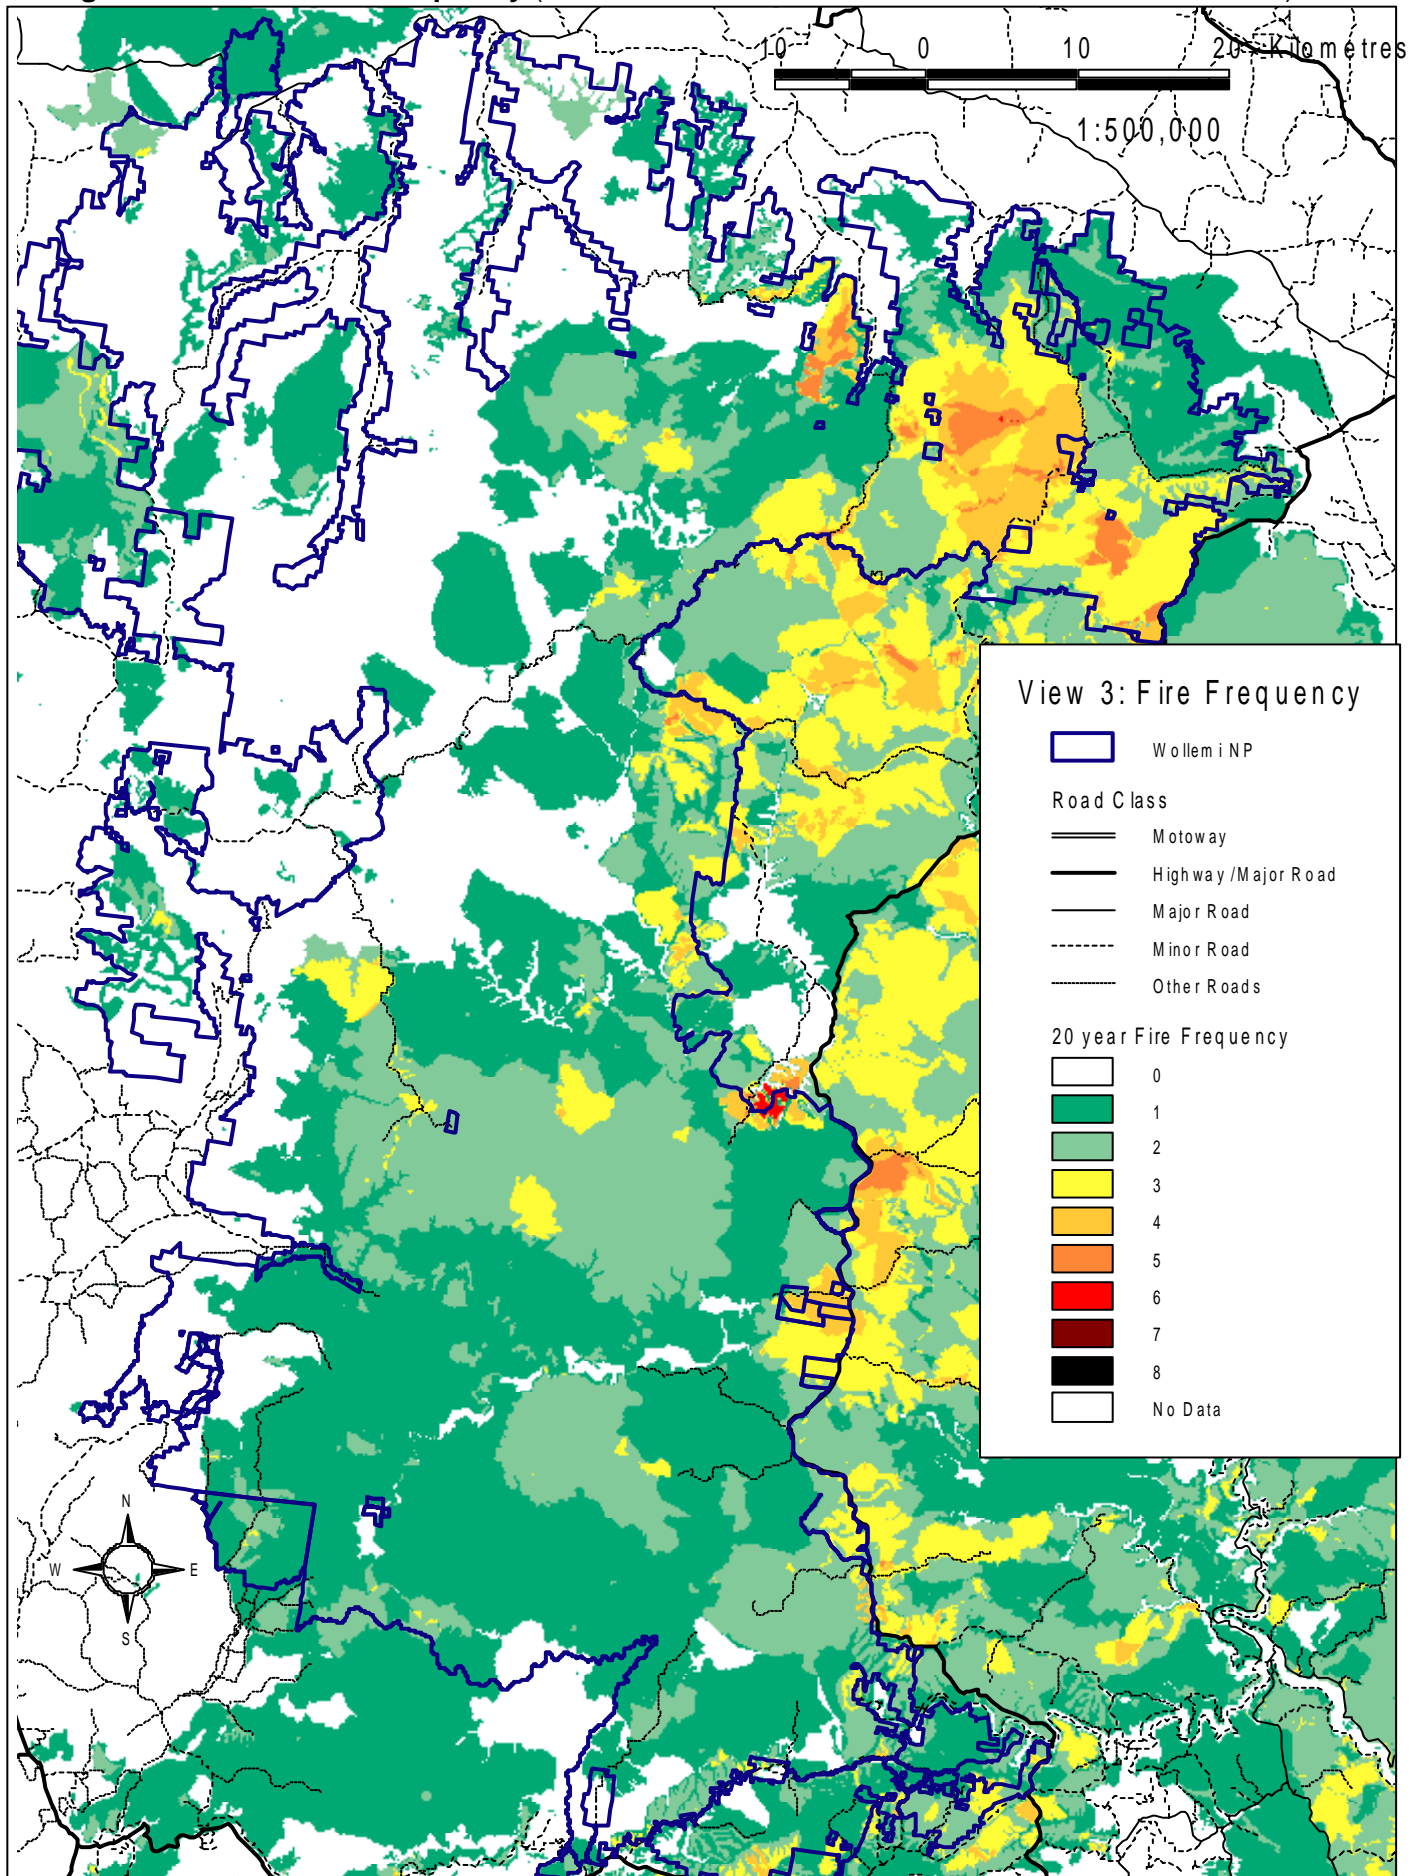 10 0 10 20 Kilometres
1:500,000
View 3: Fire Frequency
Wollemi NP
Road Class
Motoway
Highway/Major Road
Major Road
Minor Road
Other Roads
20 year Fire Frequency
0
1
2
3
4
5
6
7
8
No Data
N
W E
S